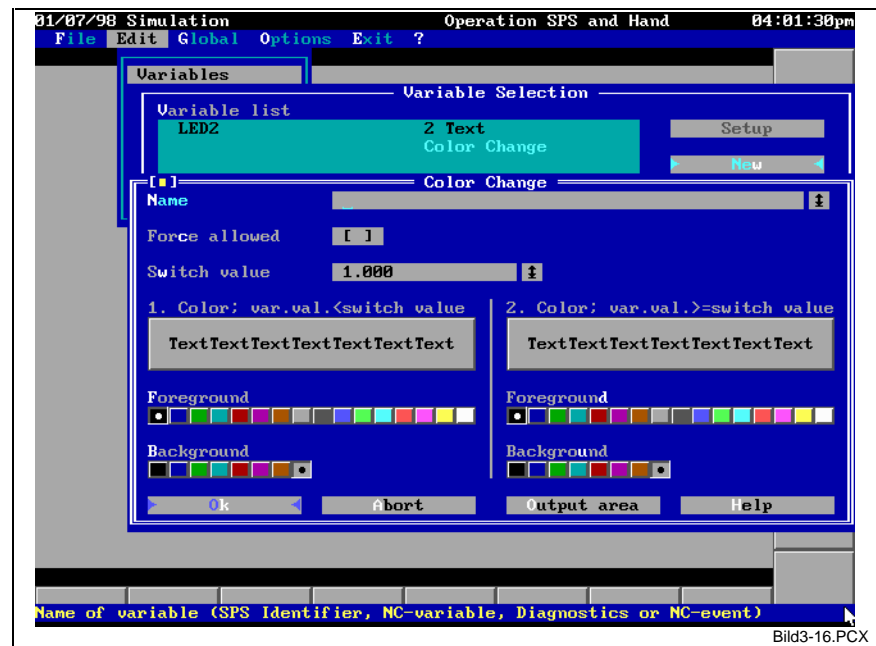 01/07/98 Simulation Operation SPS and Hand 04:01:30pm
File Edit Global Options Exit ?
Variables
Variable Selection
Variable list
LED2 2 Text Setup
Color Change
New
Color Change
Name
Force allowed [ ]
Switch value 1.000
1. Color; var.val.<switch value 2. Color; var.val.>=switch value
TextTextTextTextTextTextText TextTextTextTextTextTextText
Foreground Foreground
Background Background
Ok Abort Output area Help
Name of variable (SPS Identifier, NC-variable, Diagnostics or NC-event)
Bild3-16.PCX